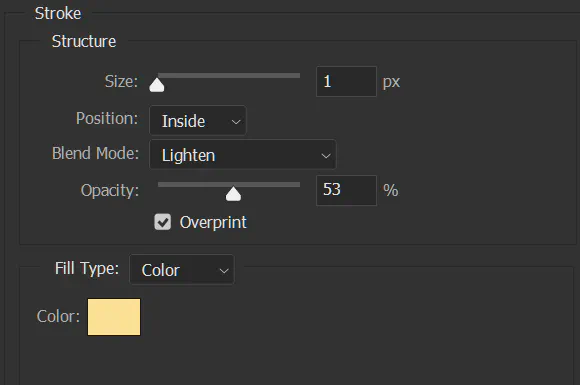 Stroke
Structure
Size: 1 px
Position: Inside
Blend Mode: Lighten
Opacity: 53 %
Overprint
Fill Type: Color
Color: